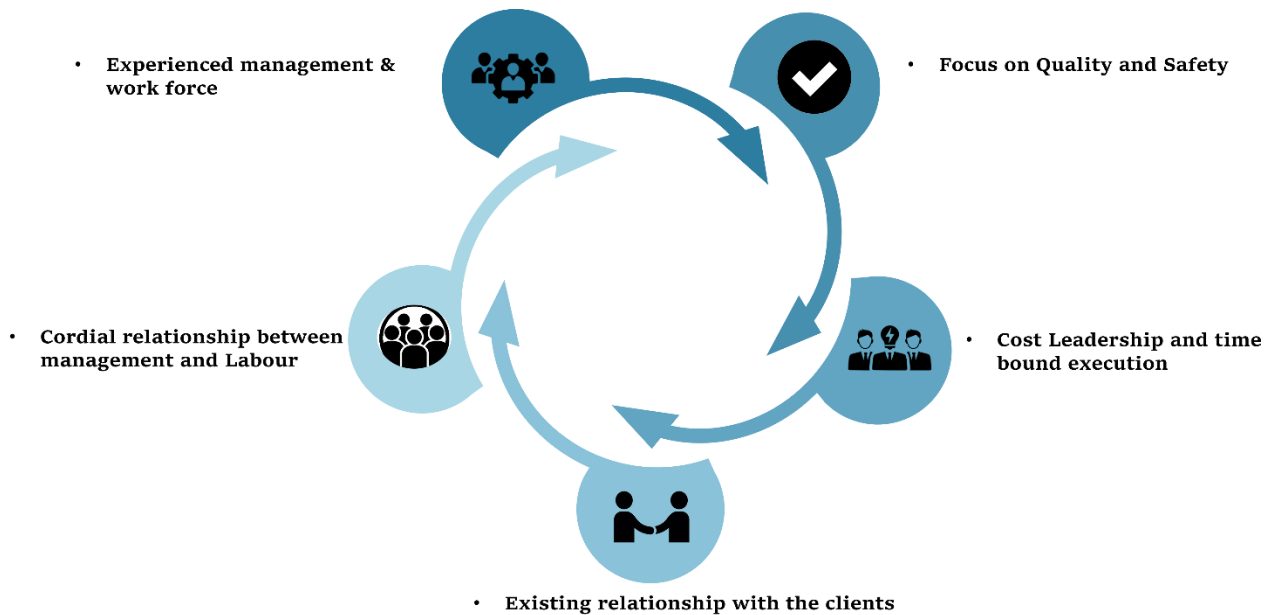 • Experienced management &
work force
• Focus on Quality and Safety
• Cordial relationship between
management and Labour
• Cost Leadership and time
bound execution
• Existing relationship with the clients